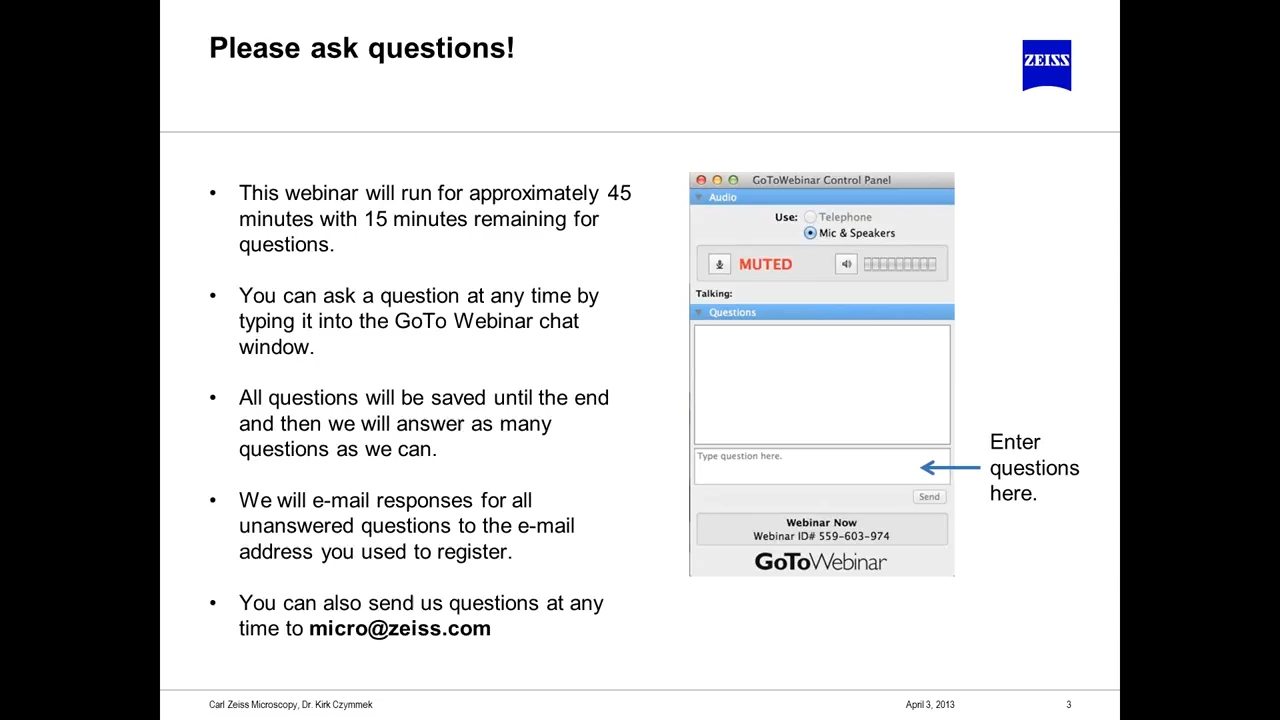 Please ask questions!
ZEISS
• This webinar will run for approximately 45
minutes with 15 minutes remaining for
questions.
• You can ask a question at any time by
typing it into the GoTo Webinar chat
window.
• All questions will be saved until the end
and then we will answer as many
questions as we can.
• We will e-mail responses for all
unanswered questions to the e-mail
address you used to register.
• You can also send us questions at any
time to micro@zeiss.com
GoToWebinar Control Panel
Audio
Use: Telephone
Mic & Speakers
MUTED
Talking:
Questions
Type question here.
Send
Webinar Now
Webinar ID# 559-603-974
GoToWebinar
Enter
questions
here.
Carl Zeiss Microscopy, Dr. Kirk Czymmek
April 3, 2013
3